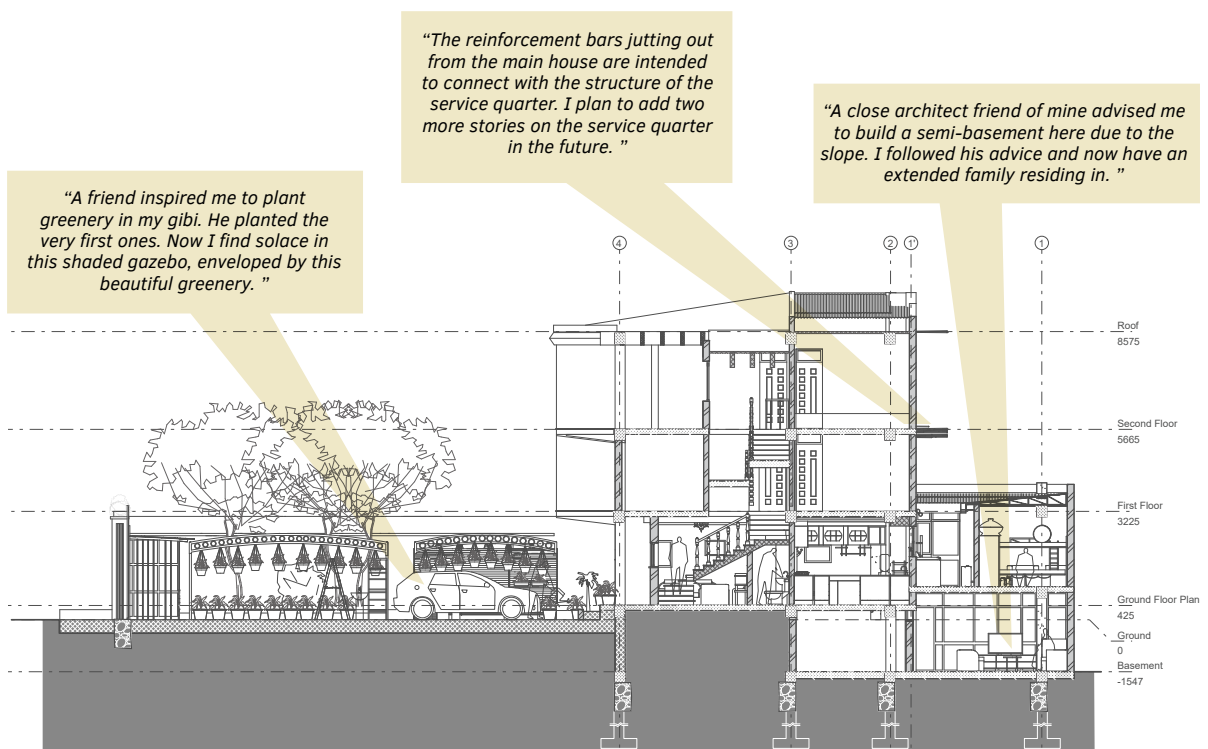 “The reinforcement bars jutting out
from the main house are intended
to connect with the structure of the
service quarter. I plan to add two
more stories on the service quarter
in the future. ”
“A close architect friend of mine advised me
to build a semi-basement here due to the
slope. I followed his advice and now have an
extended family residing in. ”
“A friend inspired me to plant
greenery in my gibi. He planted the
very first ones. Now I find solace in
this shaded gazebo, enveloped by this
beautiful greenery. ”
4 3 2 1' 1
Roof
8575
Second Floor
5665
First Floor
3225
Ground Floor Plan
425
Ground
0
Basement
-1547